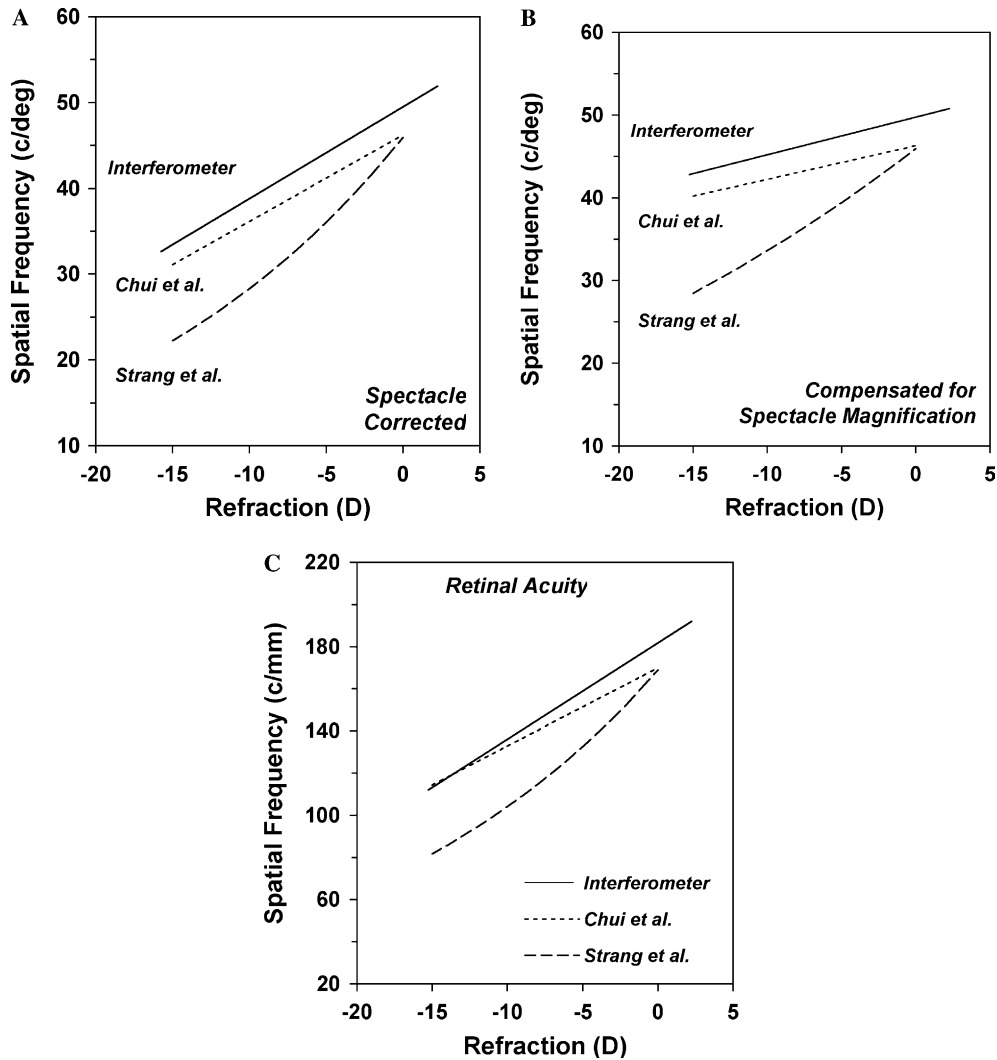 A
60
50
40
30
20
10
Spatial Frequency (c/deg)
Interferometer
Chui et al.
Strang et al.
Spectacle
Corrected
-20 -15 -10 -5 0 5
Refraction (D)
B
60
50
40
30
20
10
Spatial Frequency (c/deg)
Interferometer
Chui et al.
Strang et al.
Compensated for
Spectacle Magnification
-20 -15 -10 -5 0 5
Refraction (D)
C
220
180
140
100
60
20
Spatial Frequency (c/mm)
Retinal Acuity
Interferometer
Chui et al.
Strang et al.
-20 -15 -10 -5 0 5
Refraction (D)